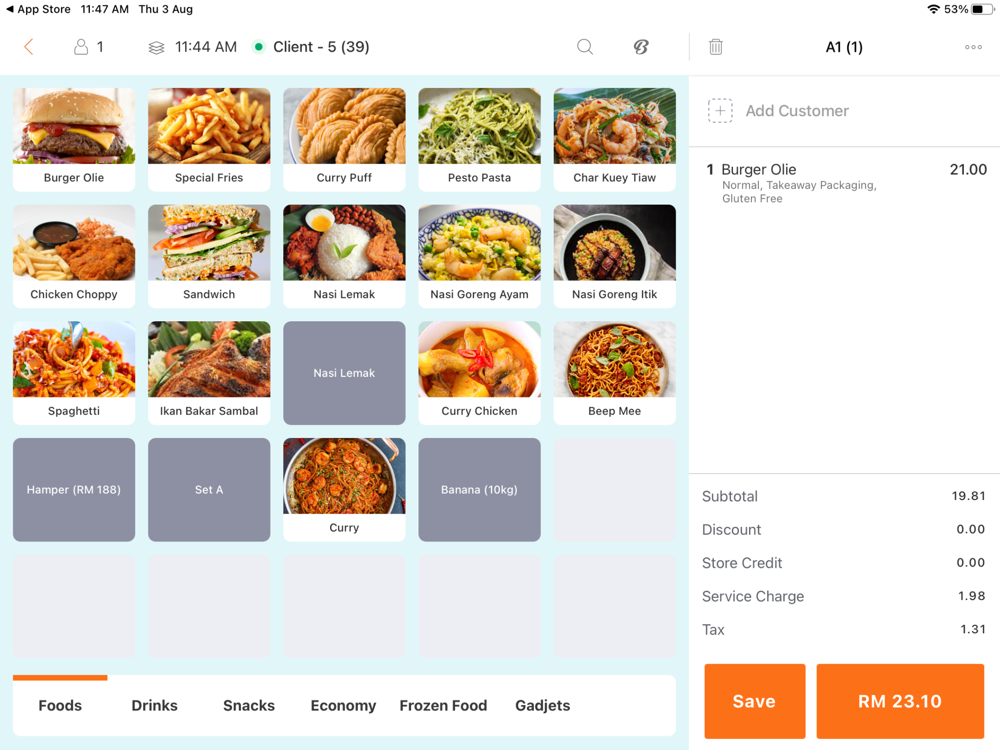 App Store 11:47 AM Thu 3 Aug 53%
1 11:44 AM Client - 5 (39)
A1 (1)
Burger Olie
Special Fries
Curry Puff
Pesto Pasta
Char Kuey Tiaw
Chicken Choppy
Sandwich
Nasi Lemak
Nasi Goreng Ayam
Nasi Goreng Itik
Spaghetti
Ikan Bakar Sambal
Nasi Lemak
Curry Chicken
Beep Mee
Hamper (RM 188)
Set A
Curry
Banana (10kg)
Foods
Drinks
Snacks
Economy
Frozen Food
Gadjets
Add Customer
1 Burger Olie 21.00
Normal, Takeaway Packaging,
Gluten Free
Subtotal 19.81
Discount 0.00
Store Credit 0.00
Service Charge 1.98
Tax 1.31
Save
RM 23.10